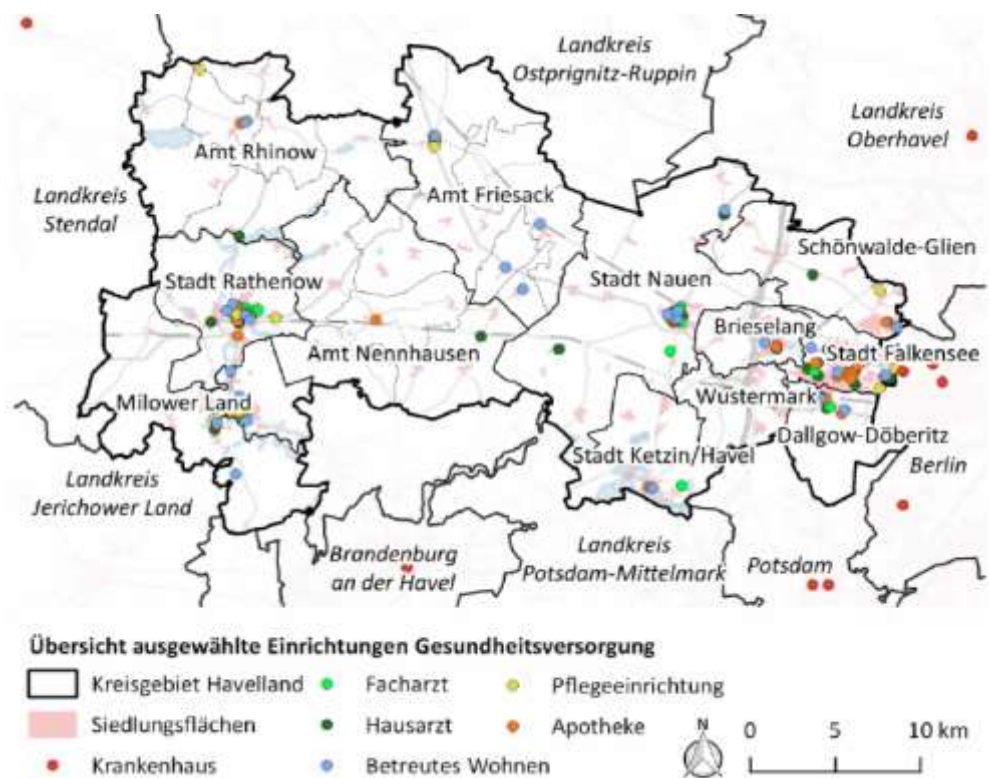 Landkreis
Ostprignitz-Ruppin
Landkreis
Oberhavel
Amt Rhinow
Amt Friesack
Landkreis
Stendal
Schönwalde-Glien
Stadt Rathenow
Stadt Nauen
Brieselang
Stadt Falkensee
Amt Nennhausen
Milower Land
Wustermark
Dallgow-Döberitz
Stadt Ketzin/Havel
Berlin
Landkreis
Jerichower Land
Brandenburg
an der Havel
Landkreis
Potsdam-Mittelmark
Potsdam
Übersicht ausgewählte Einrichtungen Gesundheitsversorgung
Kreisgebiet Havelland
Facharzt
Pflegeeinrichtung
Siedlungsflächen
Hausarzt
Apotheke
Krankenhaus
Betreutes Wohnen
N
0 5 10 km